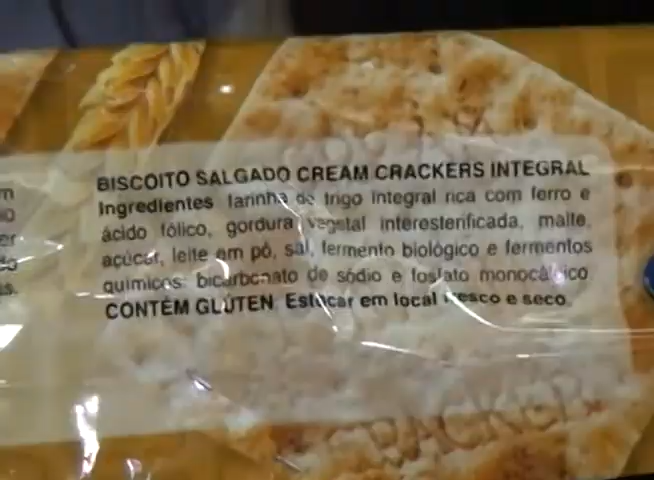 BISCOITO SALGADO CREAM CRACKERS INTEGRAL
Ingredientes farinha de trigo integral rica com ferro e
ácido fólico, gordura vegetal interesterificada, malte,
açúcar, leite em pó, sal, fermento biológico e fermentos
químicos: bicarbonato de sódio e fosfato monocálcico
CONTÉM GLÚTEN Estocar em local fresco e seco.
CRACKER